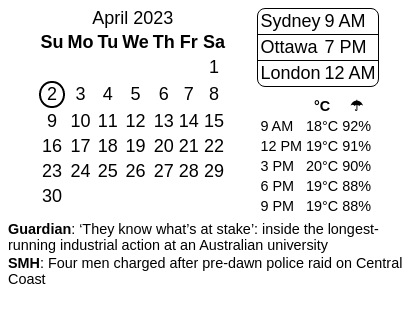 April 2023
Su Mo Tu We Th Fr Sa
1
2 3 4 5 6 7 8
9 10 11 12 13 14 15
16 17 18 19 20 21 22
23 24 25 26 27 28 29
30
Sydney 9 AM
Ottawa 7 PM
London 12 AM
°C ☂
9 AM 18°C 92%
12 PM 19°C 91%
3 PM 20°C 90%
6 PM 19°C 88%
9 PM 19°C 88%
Guardian: ‘They know what’s at stake’: inside the longest-
running industrial action at an Australian university
SMH: Four men charged after pre-dawn police raid on Central
Coast